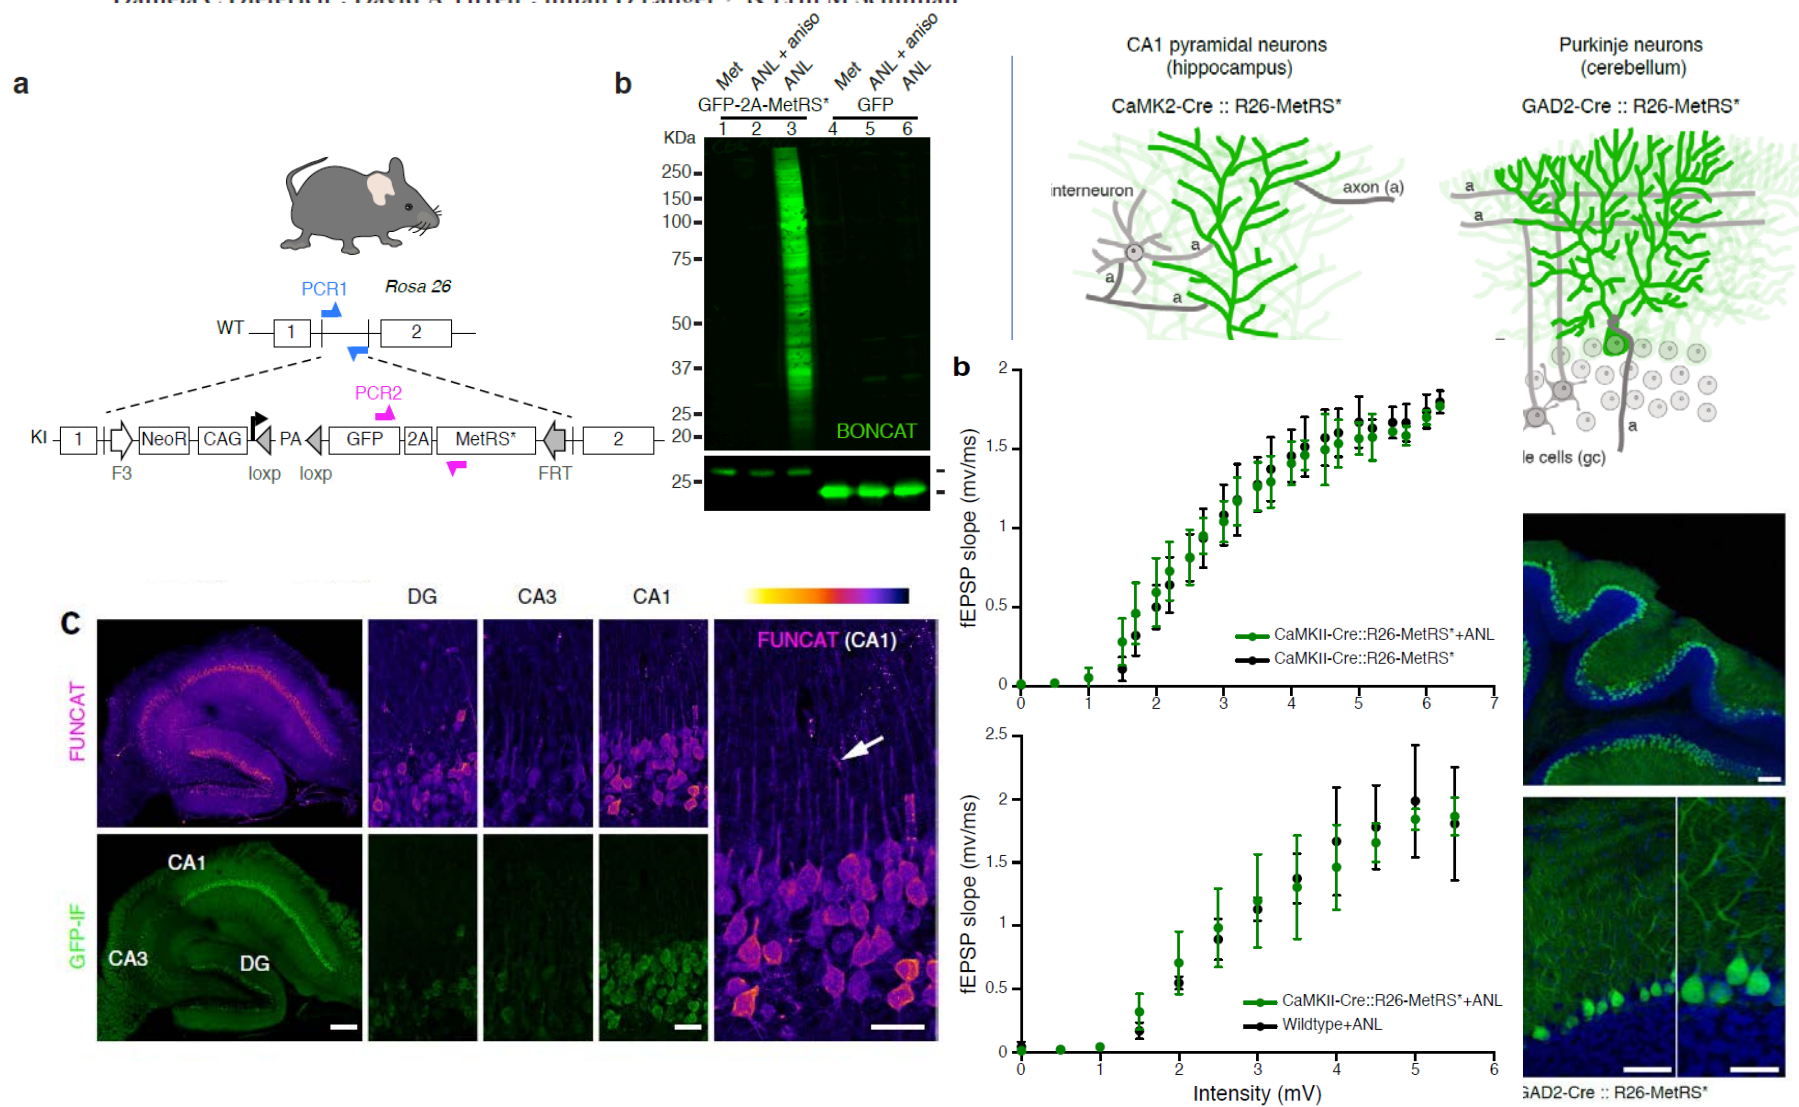 a
PCR1
Rosa 26
WT
1
2
PCR2
KI
1
NeoR
CAG
PA
GFP
2A
MetRS*
2
F3
loxp
loxp
FRT
b
Met
ANL + aniso
ANL
Met
ANL + aniso
ANL
GFP-2A-MetRS*
GFP
1 2 3 4 5 6
KDa
250
150
100
75
50
37
25
20
BONCAT
25
CA1 pyramidal neurons
(hippocampus)
CaMK2-Cre :: R26-MetRS*
interneuron
axon (a)
a
a
a
Purkinje neurons
(cerebellum)
GAD2-Cre :: R26-MetRS*
a
a
a
le cells (gc)
c
DG
CA3
CA1
FUNCAT
FUNCAT (CA1)
GFP-IF
CA1
CA3
DG
b
fEPSP slope (mv/ms)
2
1.5
1
0.5
0
0 1 2 3 4 5 6 7
CaMKII-Cre::R26-MetRS*+ANL
CaMKII-Cre::R26-MetRS*
fEPSP slope (mv/ms)
2.5
2
1.5
1
0.5
0
0 1 2 3 4 5 6
CaMKII-Cre::R26-MetRS*+ANL
Wildtype+ANL
Intensity (mV)
GAD2-Cre :: R26-MetRS*